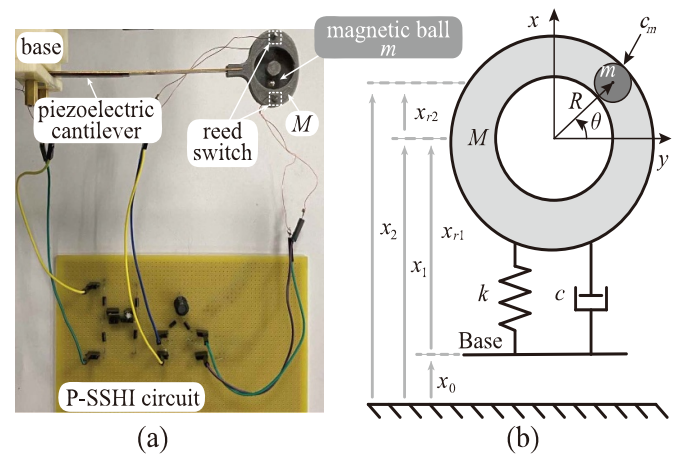 base
magnetic ball
m
piezoelectric
cantilever
reed
switch
M
P-SSHI circuit
(a)
x
c_m
m
R
θ
M
y
x_r2
x_2
x_1
x_r1
k
c
Base
x_0
(b)